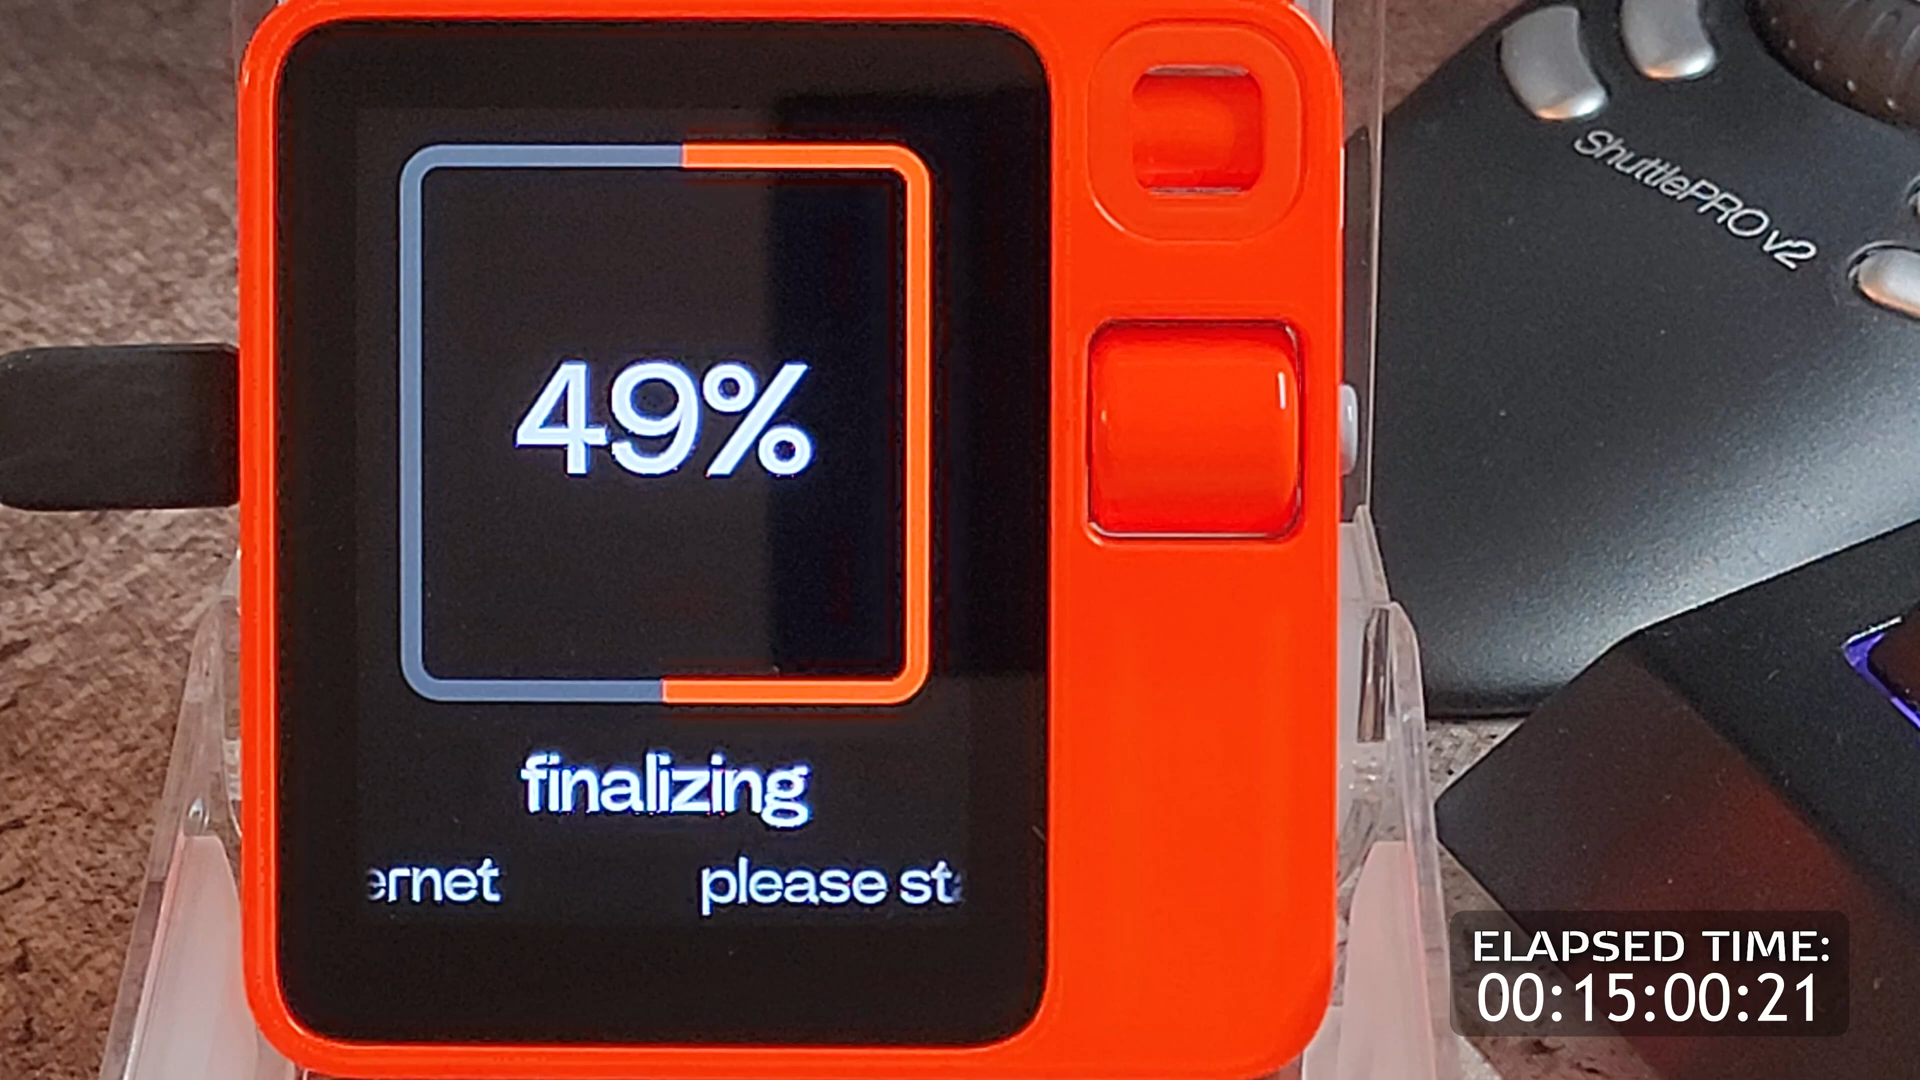 49%
finalizing
ernet please st
ShuttlePRO v2
ELAPSED TIME:
00:15:00:21